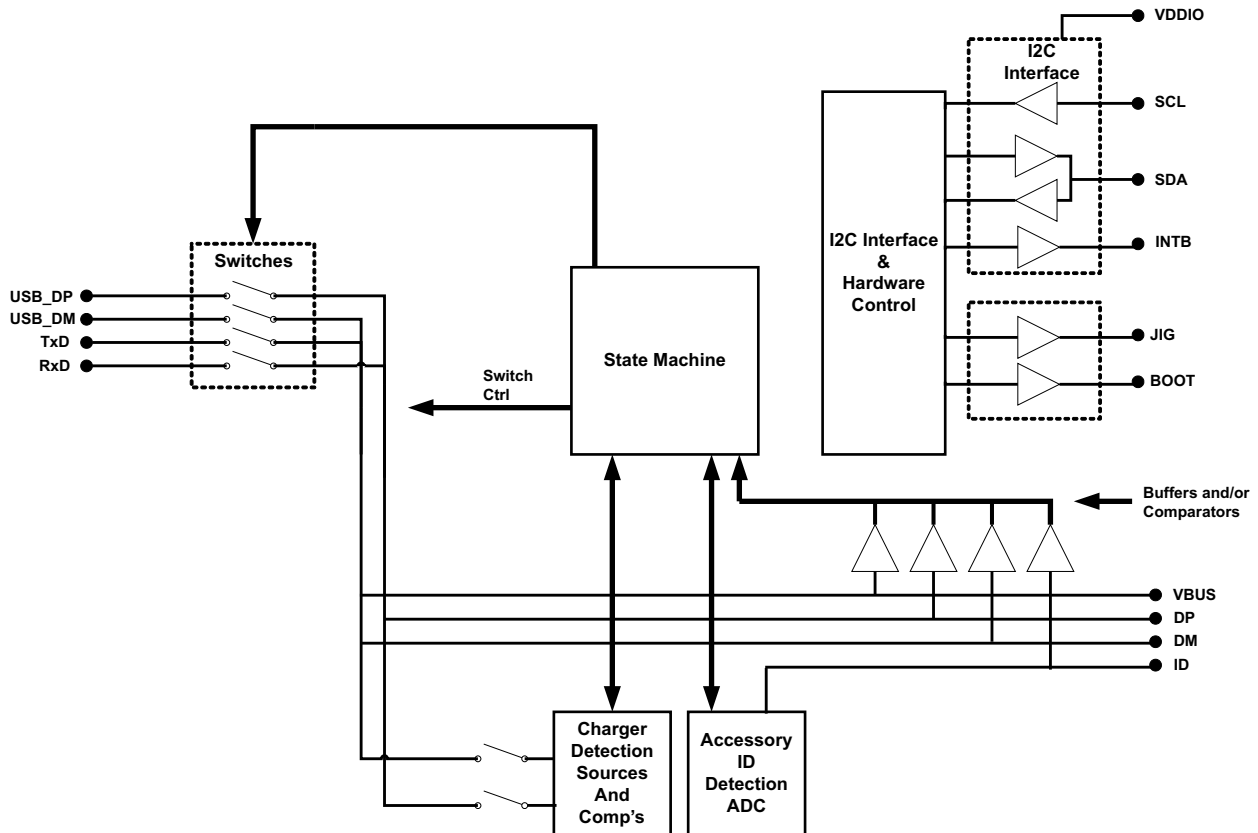 VDDIO
I2C
Interface
SCL
SDA
INTB
I2C Interface
&
Hardware
Control
JIG
BOOT
Switches
USB_DP
USB_DM
TxD
RxD
State Machine
Switch
Ctrl
Buffers and/or
Comparators
VBUS
DP
DM
ID
Charger
Detection
Sources
And
Comp's
Accessory
ID
Detection
ADC